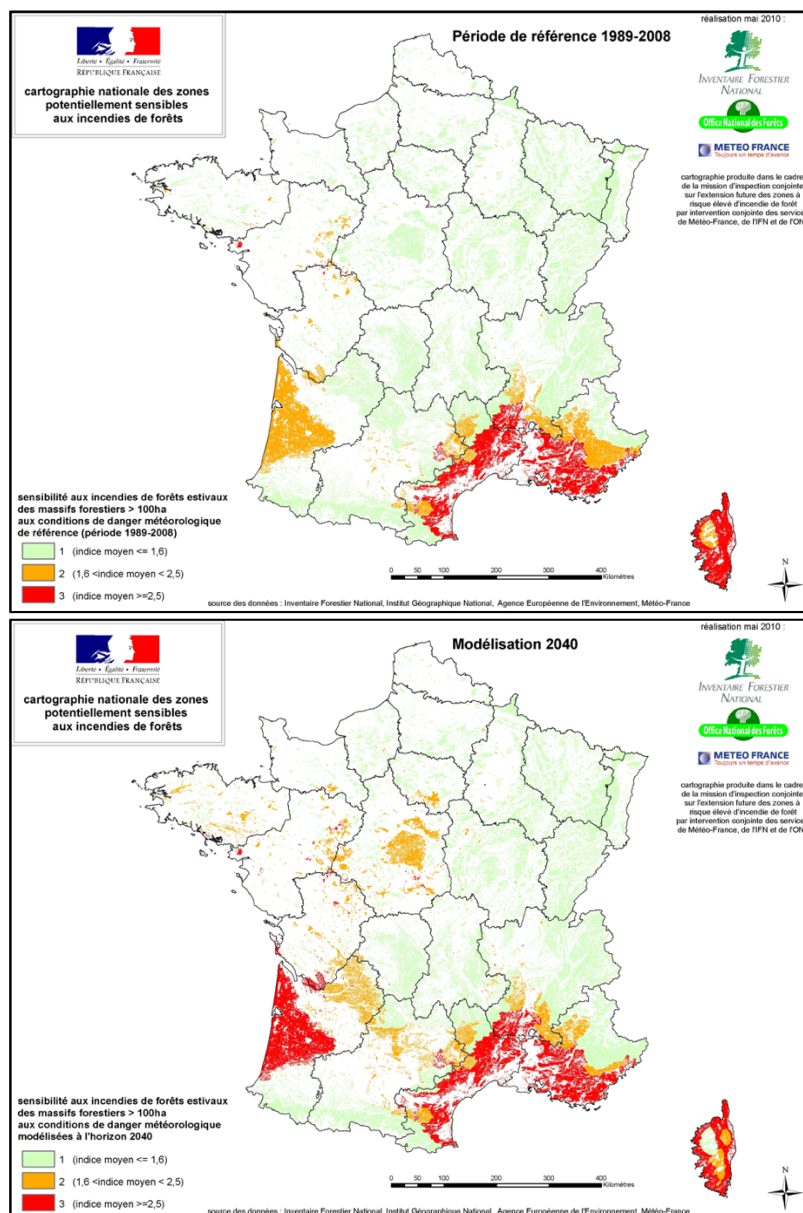 Liberté • Égalité • Fraternité
RÉPUBLIQUE FRANÇAISE
cartographie nationale des zones
potentiellement sensibles
aux incendies de forêts
Période de référence 1989-2008
réalisation mai 2010 :
INVENTAIRE FORESTIER
NATIONAL
Office National des Forêts
METEO FRANCE
Toujours un temps d'avance
cartographie produite dans le cadre
de la mission d'inspection conjointe
sur l'extension future des zones à
risque élevé d'incendie de forêt
par intervention conjointe des service
de Météo-France, de l'IFN et de l'ON
sensibilité aux incendies de forêts estivaux
des massifs forestiers > 100ha
aux conditions de danger météorologique
de référence (période 1989-2008)
1 (indice moyen <= 1,6)
2 (1,6 <indice moyen < 2,5)
3 (indice moyen >=2,5)
0 50 100 200 300 400
Kilomètres
N
source des données : Inventaire Forestier National, Institut Géographique National, Agence Européenne de l'Environnement, Météo-France
Liberté • Égalité • Fraternité
RÉPUBLIQUE FRANÇAISE
cartographie nationale des zones
potentiellement sensibles
aux incendies de forêts
Modélisation 2040
réalisation mai 2010 :
INVENTAIRE FORESTIER
NATIONAL
Office National des Forêts
METEO FRANCE
Toujours un temps d'avance
cartographie produite dans le cadre
de la mission d'inspection conjointe
sur l'extension future des zones à
risque élevé d'incendie de forêt
par intervention conjointe des service
de Météo-France, de l'IFN et de l'ON
sensibilité aux incendies de forêts estivaux
des massifs forestiers > 100ha
aux conditions de danger météorologique
modélisées à l'horizon 2040
1 (indice moyen <= 1,6)
2 (1,6 <indice moyen < 2,5)
3 (indice moyen >=2,5)
0 50 100 200 300 400
Kilomètres
N
source des données : Inventaire Forestier National, Institut Géographique National, Agence Européenne de l'Environnement, Météo-France